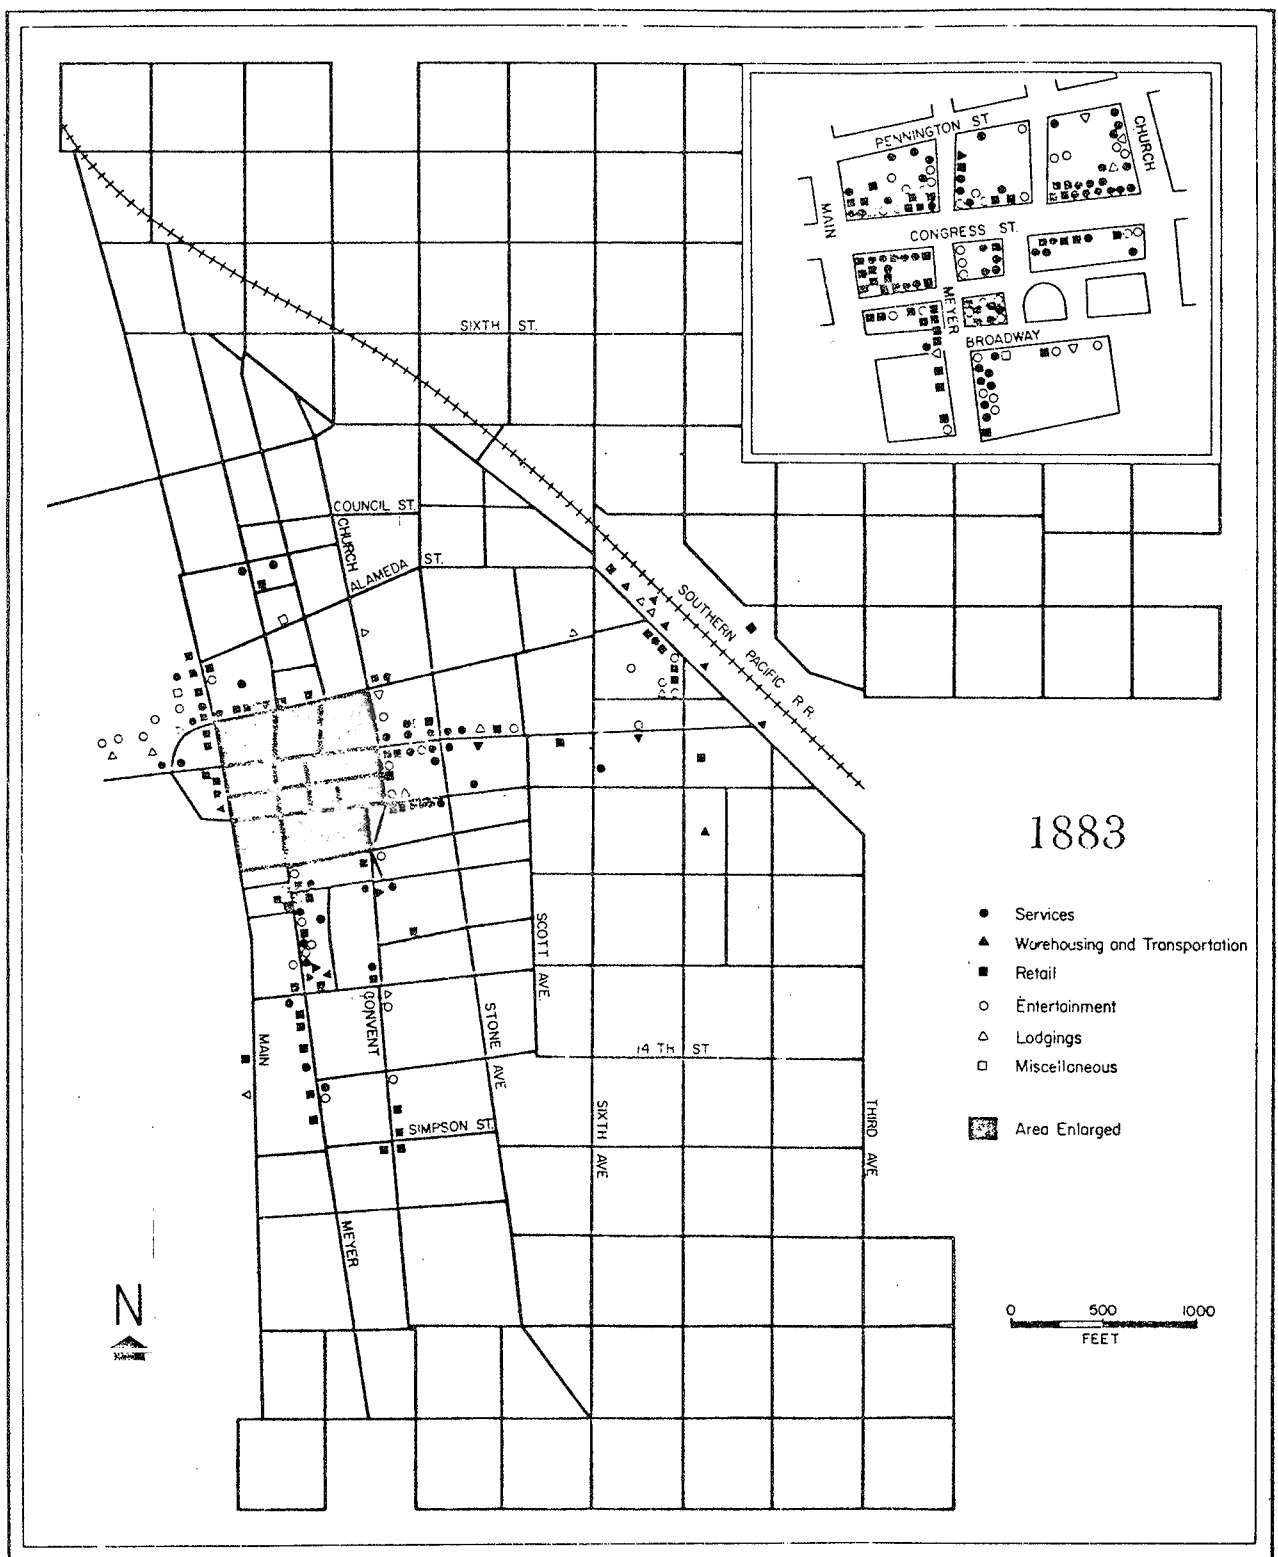 PENNINGTON ST
CHURCH
MAIN
CONGRESS ST.
MEYER
BROADWAY
SIXTH ST.
COUNCIL ST.
CHURCH
ALAMEDA ST.
SOUTHERN PACIFIC R.R.
1883
Services
Warehousing and Transportation
Retail
Entertainment
Lodgings
Miscellaneous
Area Enlarged
SCOTT AVE.
CONVENT
STONE AVE
MAIN
14 TH ST
SIMPSON ST.
SIXTH AVE
THIRD AVE
MEYER
N
0 500 1000
FEET